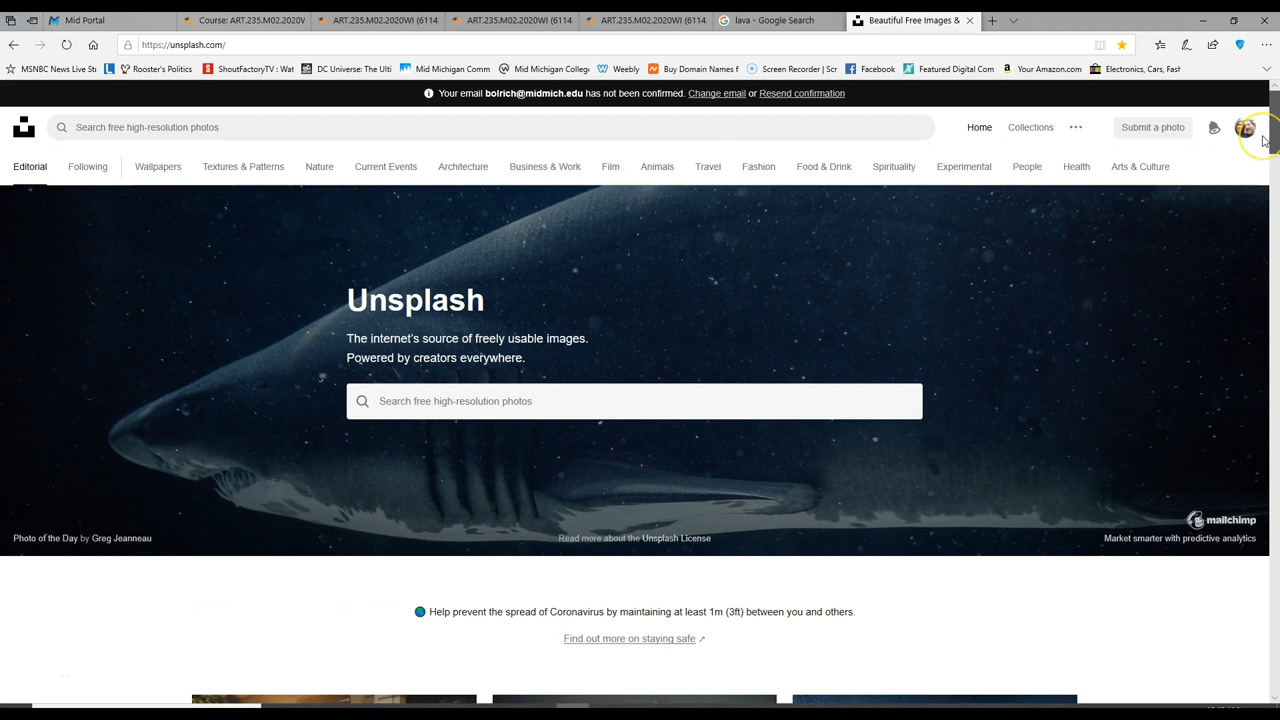 Mid Portal
Course: ART.235.M02.2020W
ART.235.M02.2020WI (6114
ART.235.M02.2020WI (6114.
ART.235.M02.2020WI (6114
lava - Google Search
Beautiful Free Images &
https://unsplash.com/
MSNBC News Live Str
Rooster's Politics
ShoutFactoryTV : Wat
DC Universe: The Ulti
Mid Michigan Comm
Mid Michigan College
Weebly
Buy Domain Names f
Screen Recorder | Scr
Facebook
Featured Digital Com
Your Amazon.com
Electronics, Cars, Fash
Your email bolrich@midmich.edu has not been confirmed. Change email or Resend confirmation
Search free high-resolution photos
Home
Collections
Submit a photo
Editorial
Following
Wallpapers
Textures & Patterns
Nature
Current Events
Architecture
Business & Work
Film
Animals
Travel
Fashion
Food & Drink
Spirituality
Experimental
People
Health
Arts & Culture
Unsplash
The internet's source of freely usable images.
Powered by creators everywhere.
Search free high-resolution photos
mailchimp
Photo of the Day by Greg Jeanneau
Read more about the Unsplash License
Market smarter with predictive analytics
Help prevent the spread of Coronavirus by maintaining at least 1m (3ft) between you and others.
Find out more on staying safe ↗